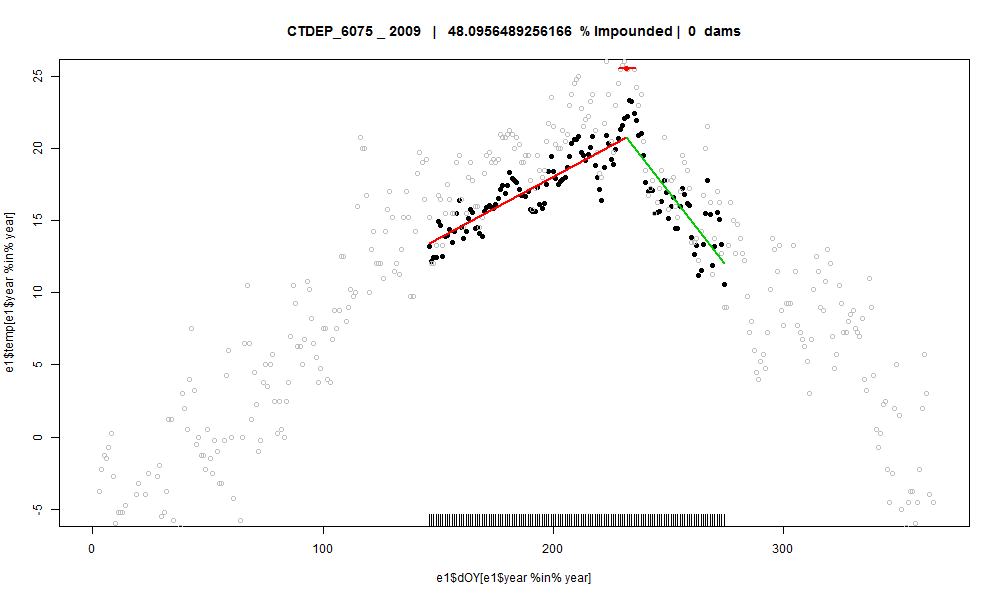 CTDEP_6075 _ 2009 | 48.0956489256166 % Impounded | 0 dams
25
20
15
10
5
0
-5
e1$temp[e1$year %in% year]
0 100 200 300
e1$dOY[e1$year %in% year]